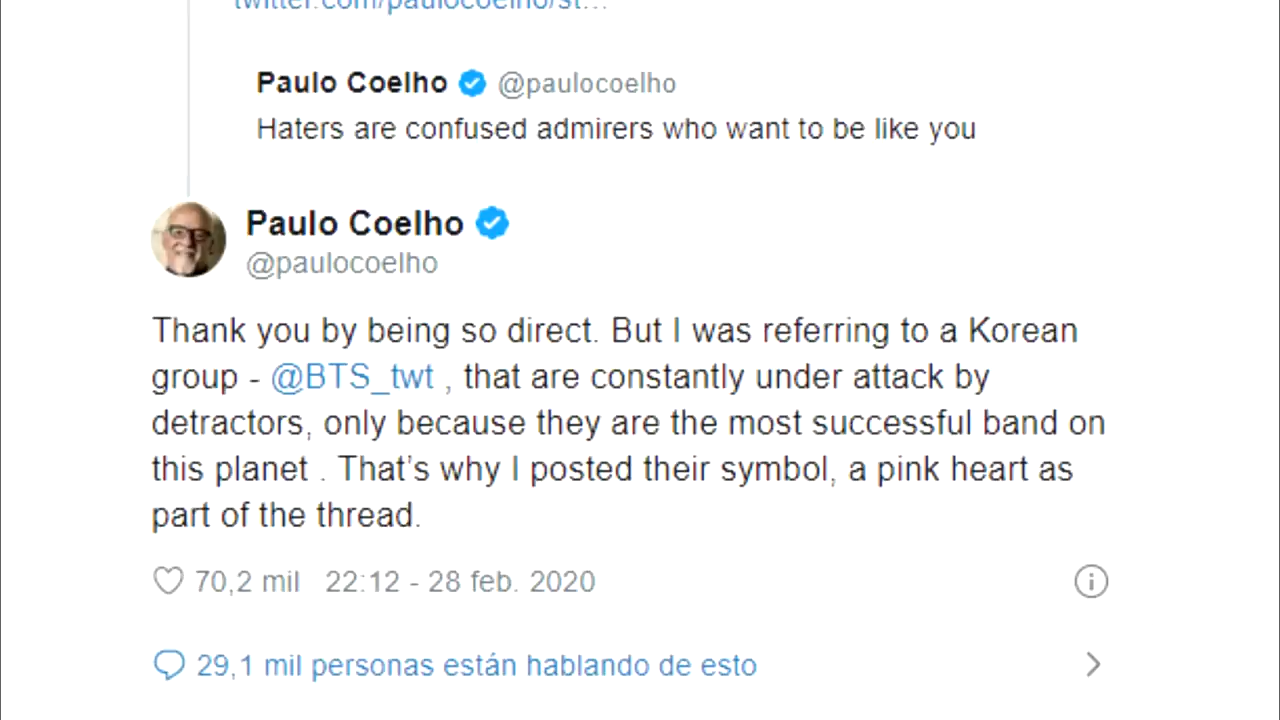 twitter.com/paulocoelho/st...
Paulo Coelho @paulocoelho
Haters are confused admirers who want to be like you
Paulo Coelho
@paulocoelho
Thank you by being so direct. But I was referring to a Korean
group - @BTS_twt , that are constantly under attack by
detractors, only because they are the most successful band on
this planet . That's why I posted their symbol, a pink heart as
part of the thread.
70,2 mil 22:12 - 28 feb. 2020
29,1 mil personas están hablando de esto